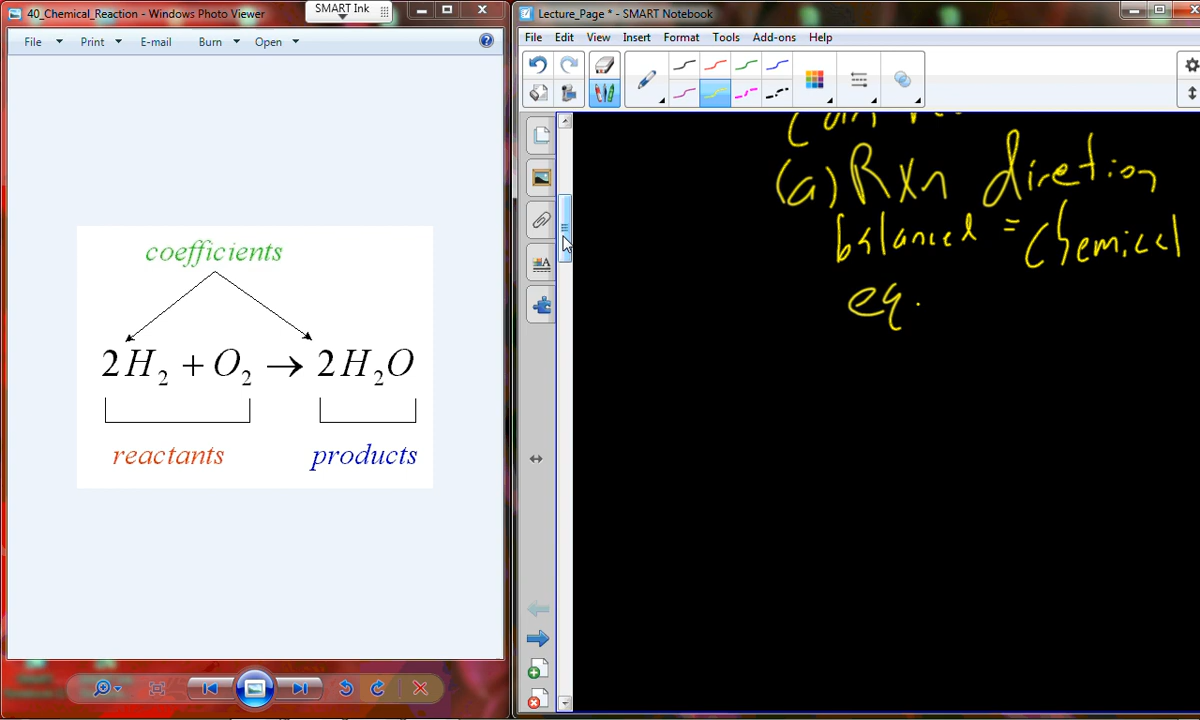 40_Chemical_Reaction - Windows Photo Viewer
SMART Ink
File Print E-mail Burn Open
coefficients
2H₂ + O₂ → 2H₂O
reactants products
Lecture_Page * - SMART Notebook
File Edit View Insert Format Tools Add-ons Help
(a) Rxn diretion
balanced = Chemical
eq.